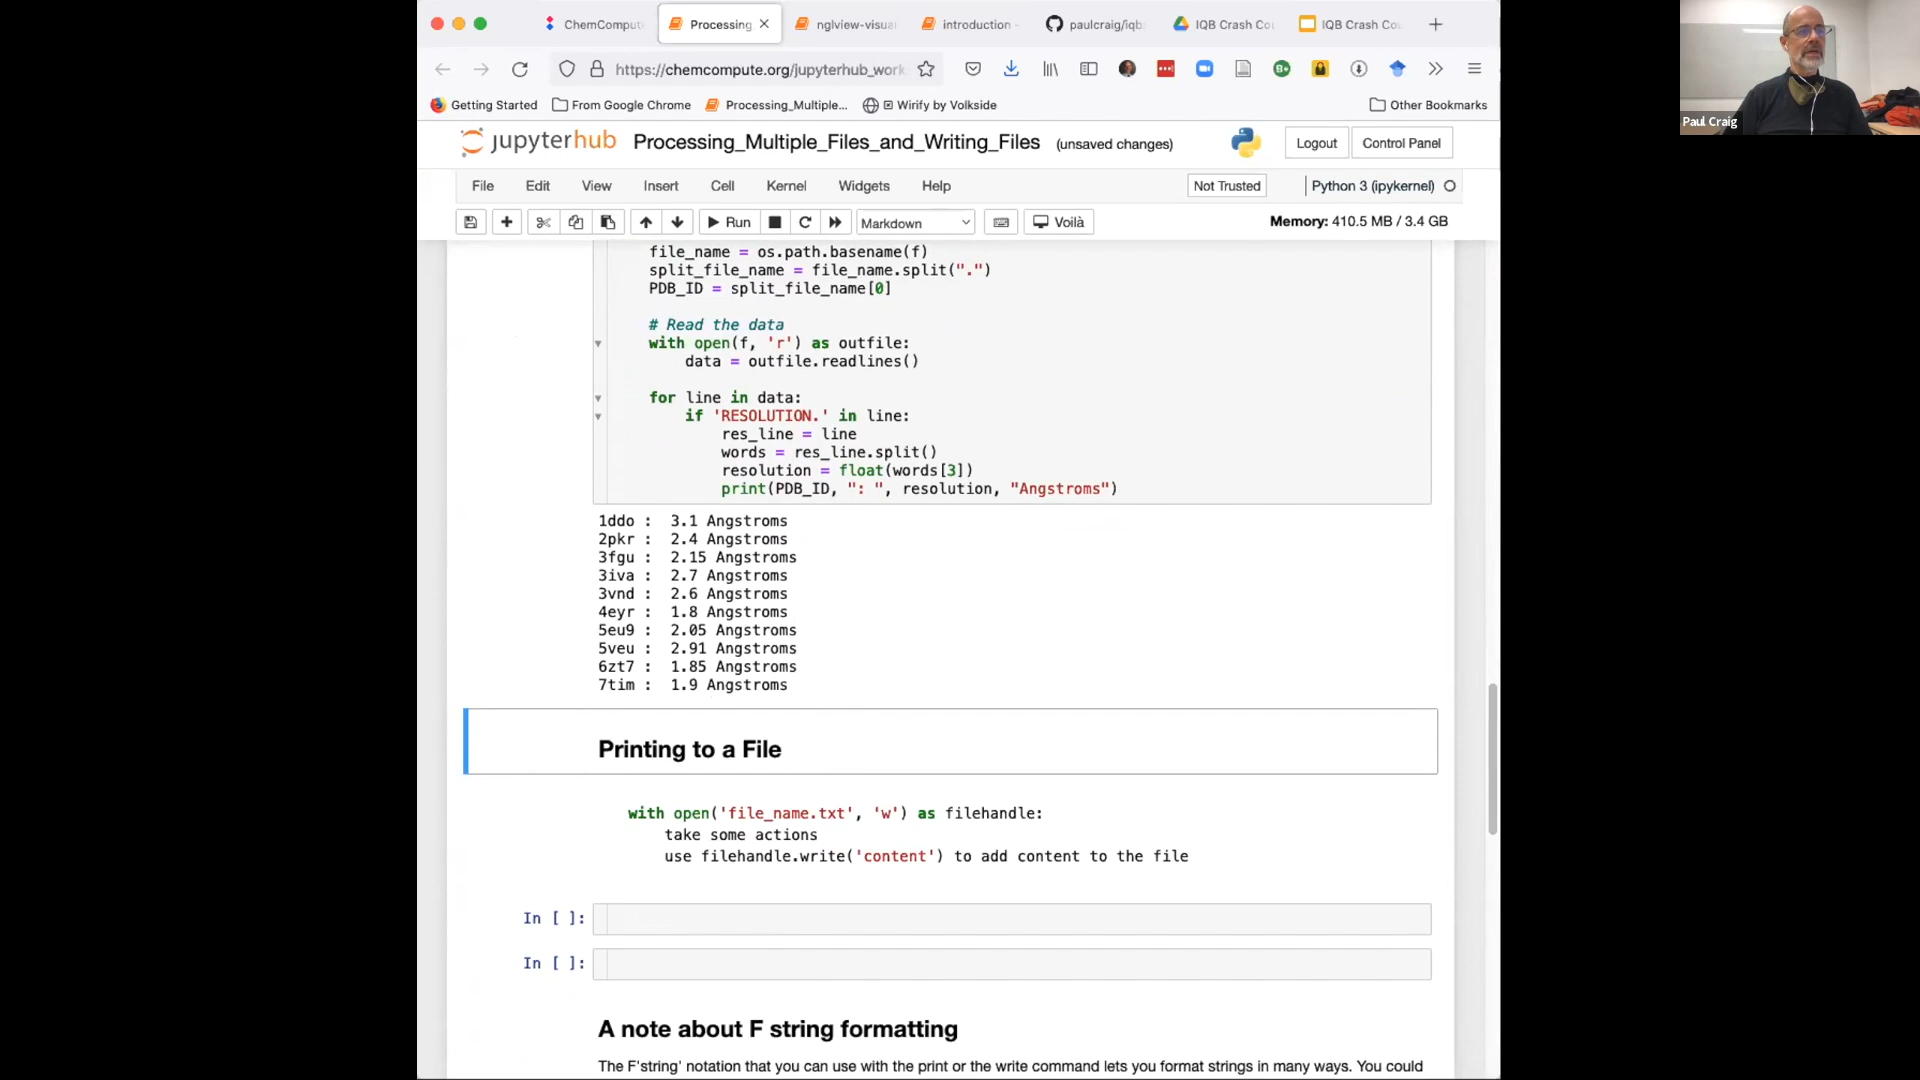 ChemCompute
Processing
nglview-visua
introduction -
paulcraig/iqb
IQB Crash Cou
IQB Crash Cou
https://chemcompute.org/jupyterhub_work
Getting Started
From Google Chrome
Processing_Multiple...
Wirify by Volkside
Other Bookmarks
jupyterhub
Processing_Multiple_Files_and_Writing_Files
(unsaved changes)
Logout
Control Panel
File
Edit
View
Insert
Cell
Kernel
Widgets
Help
Not Trusted
Python 3 (ipykernel)
Run
Markdown
Voilà
Memory: 410.5 MB / 3.4 GB
file_name = os.path.basename(f)
split_file_name = file_name.split(".")
PDB_ID = split_file_name[0]
# Read the data
with open(f, 'r') as outfile:
data = outfile.readlines()
for line in data:
if 'RESOLUTION.' in line:
res_line = line
words = res_line.split()
resolution = float(words[3])
print(PDB_ID, ": ", resolution, "Angstroms")
1ddo :  3.1 Angstroms
2pkr :  2.4 Angstroms
3fgu :  2.15 Angstroms
3iva :  2.7 Angstroms
3vnd :  2.6 Angstroms
4eyr :  1.8 Angstroms
5eu9 :  2.05 Angstroms
5veu :  2.91 Angstroms
6zt7 :  1.85 Angstroms
7tim :  1.9 Angstroms
Printing to a File
with open('file_name.txt', 'w') as filehandle:
take some actions
use filehandle.write('content') to add content to the file
In [ ]:
In [ ]:
A note about F string formatting
The F'string' notation that you can use with the print or the write command lets you format strings in many ways. You could
Paul Craig